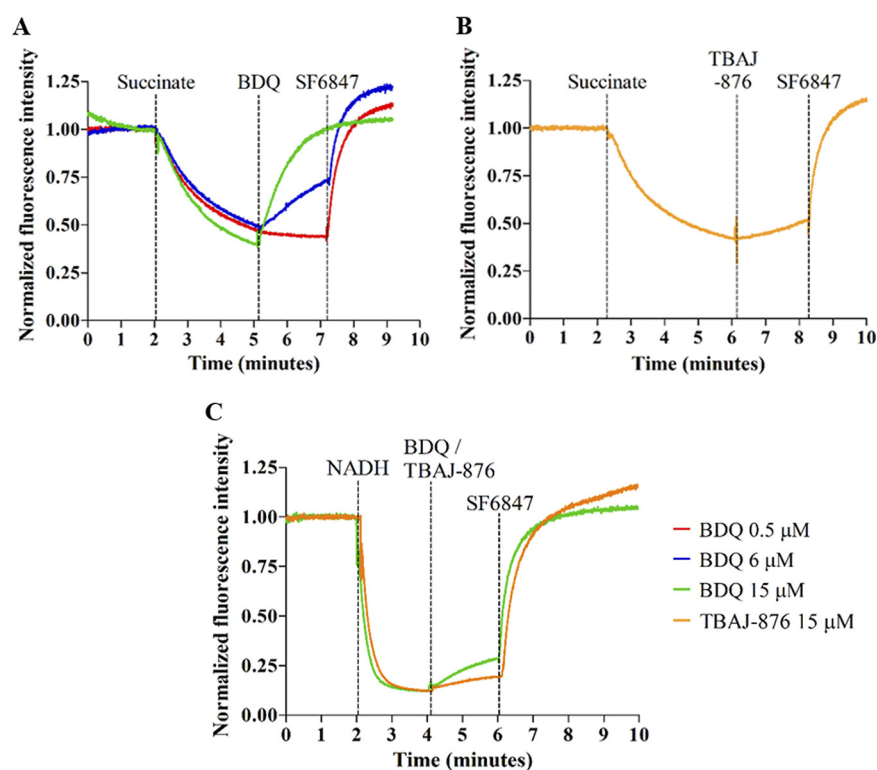 A
Normalized fluorescence intensity
1.25
1.00
0.75
0.50
0.25
0.00
Succinate
BDQ
SF6847
0 1 2 3 4 5 6 7 8 9 10
Time (minutes)
B
Normalized fluorescence intensity
1.25
1.00
0.75
0.50
0.25
0.00
Succinate
TBAJ
-876
SF6847
0 1 2 3 4 5 6 7 8 9 10
Time (minutes)
C
Normalized fluorescence intensity
1.25
1.00
0.75
0.50
0.25
0.00
NADH
BDQ /
TBAJ-876
SF6847
0 1 2 3 4 5 6 7 8 9 10
Time (minutes)
BDQ 0.5 μM
BDQ 6 μM
BDQ 15 μM
TBAJ-876 15 μM